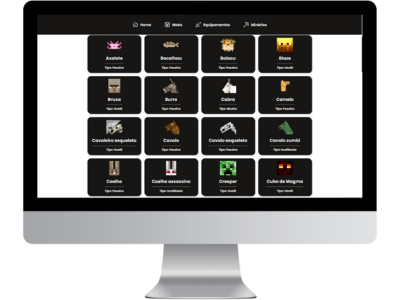 Home Mobs Equipamentos Minérios
Axolote Bacalhau Baiacu Blaze
Tipo: Passivo Tipo: Passivo Tipo: Passivo Tipo: Hostil
Bruxa Burro Cabra Camelo
Tipo: Hostil Tipo: Passivo Tipo: Neutro Tipo: Passivo
Cavaleiro esqueleto Cavalo Cavalo esqueleto Cavalo zumbi
Tipo: Hostil Tipo: Passivo Tipo: Passivo Tipo: Inutilizado
Coelho Coelho assassino Creeper Cubo de Magma
Tipo: Passivo Tipo: Inutilizado Tipo: Hostil Tipo: Hostil